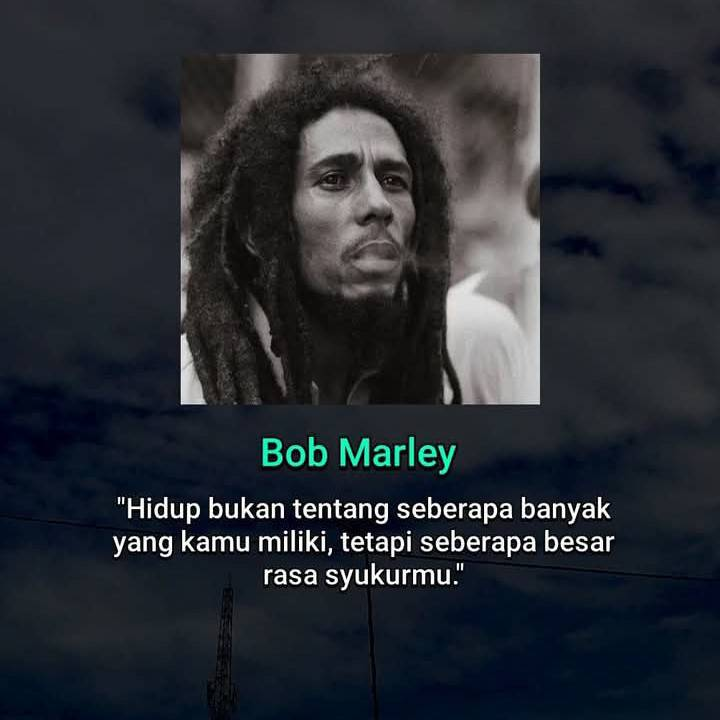 Bob Marley
"Hidup bukan tentang seberapa banyak
yang kamu miliki, tetapi seberapa besar
rasa syukurmu."